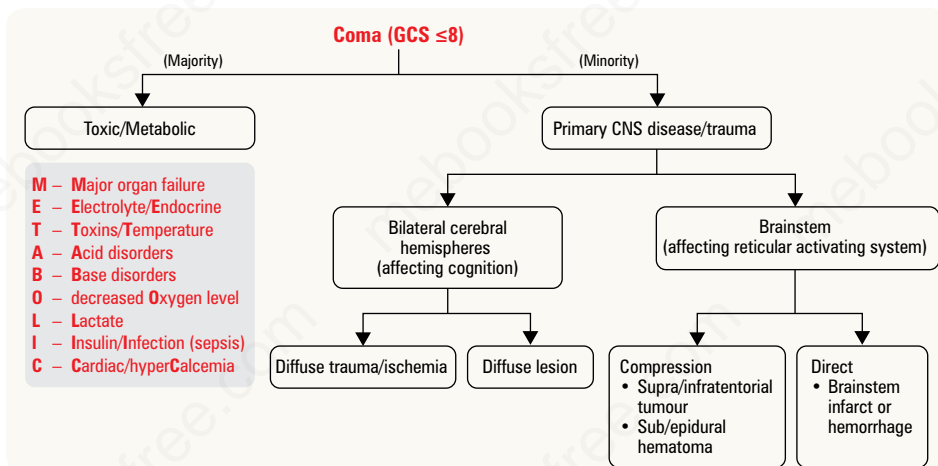 Coma (GCS ≤8)
(Majority)
(Minority)
Toxic/Metabolic
Primary CNS disease/trauma
M – Major organ failure
E – Electrolyte/Endocrine
T – Toxins/Temperature
A – Acid disorders
B – Base disorders
O – decreased Oxygen level
L – Lactate
I – Insulin/Infection (sepsis)
C – Cardiac/hyperCalcemia
Bilateral cerebral
hemispheres
(affecting cognition)
Brainstem
(affecting reticular activating system)
Diffuse trauma/ischemia
Diffuse lesion
Compression
• Supra/infratentorial
tumour
• Sub/epidural
hematoma
Direct
• Brainstem
infarct or
hemorrhage
mebooksfree.com